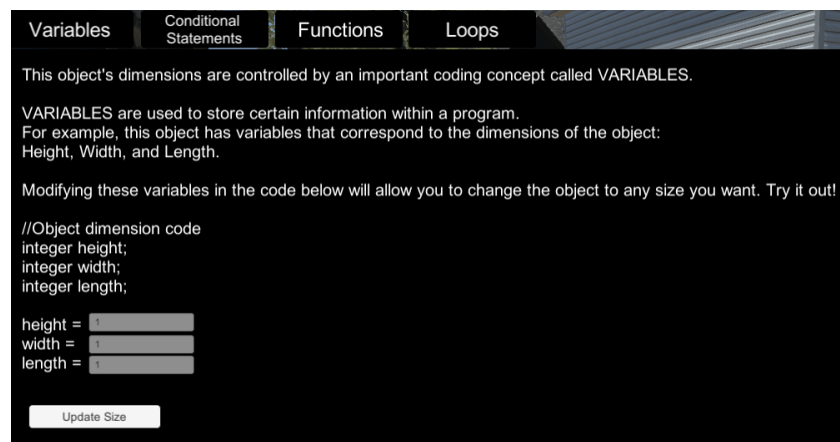 Variables
Conditional
Statements
Functions
Loops
This object's dimensions are controlled by an important coding concept called VARIABLES.
VARIABLES are used to store certain information within a program.
For example, this object has variables that correspond to the dimensions of the object:
Height, Width, and Length.
Modifying these variables in the code below will allow you to change the object to any size you want. Try it out!
//Object dimension code
integer height;
integer width;
integer length;
height = 1
width = 1
length = 1
Update Size